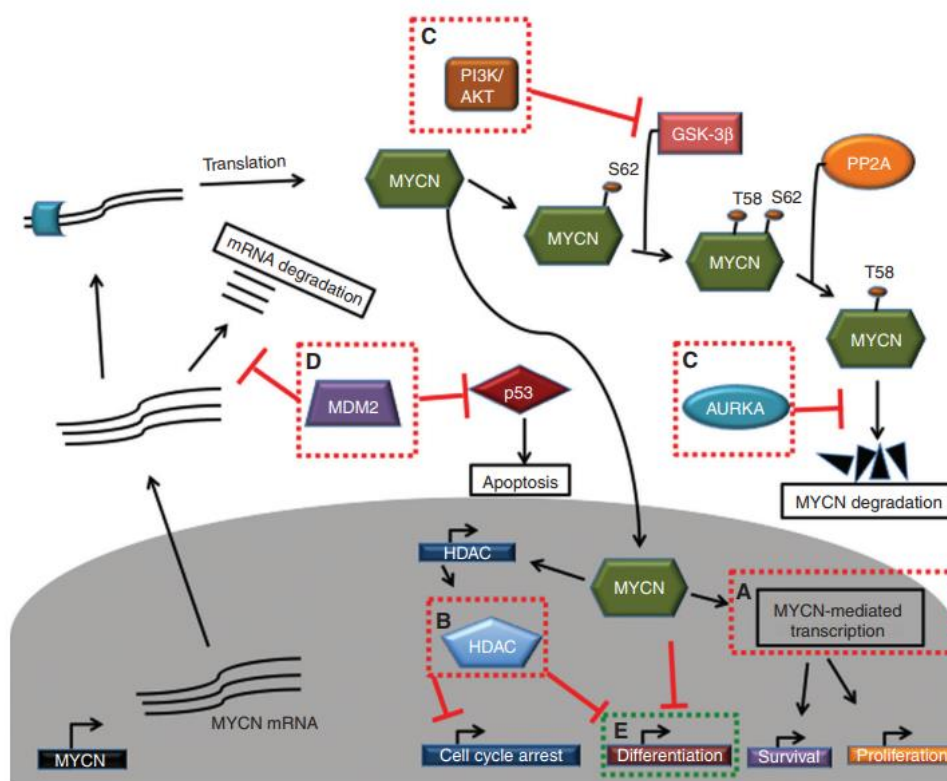 C
PI3K/
AKT
GSK-3β
PP2A
Translation
MYCN
S62
MYCN
T58 S62
MYCN
T58
MYCN
mRNA degradation
D
MDM2
p53
Apoptosis
C
AURKA
MYCN degradation
HDAC
MYCN
A
MYCN-mediated
transcription
B
HDAC
MYCN mRNA
MYCN
Cell cycle arrest
E
Differentiation
Survival
Proliferation